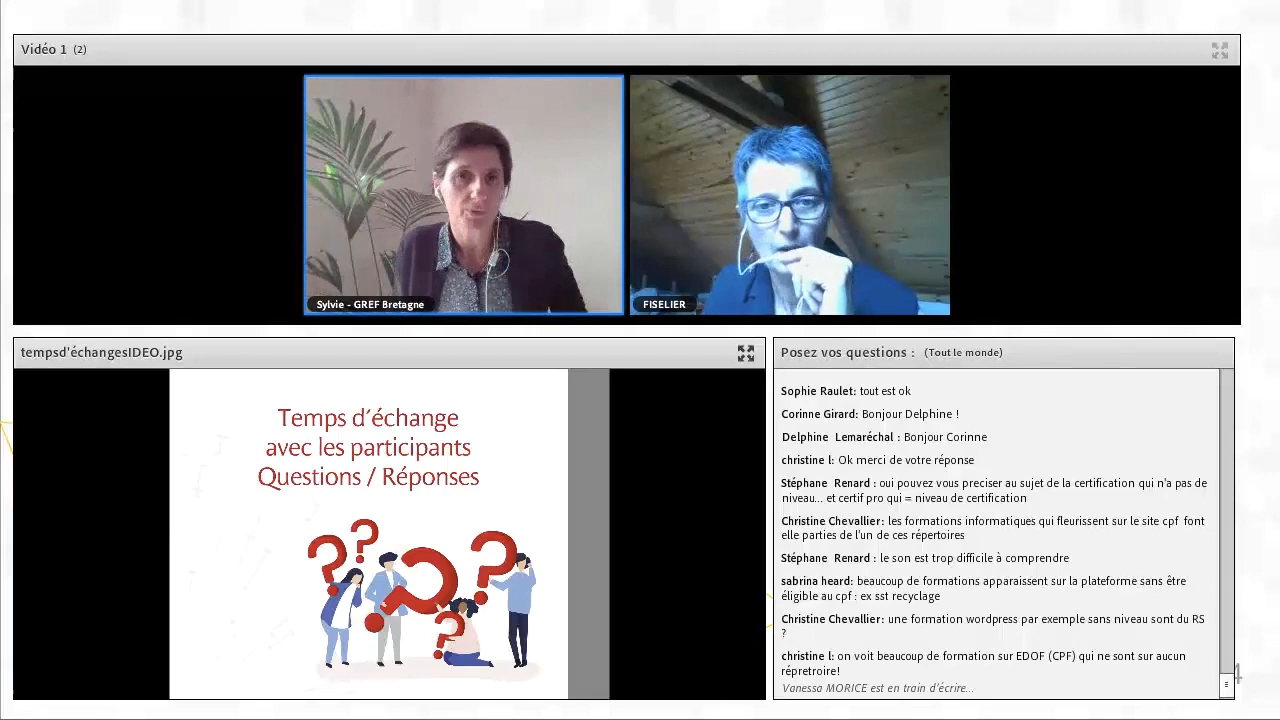 Vidéo 1 (2)
Sylvie - GREF Bretagne
FISELIER
tempsd'échangesIDEO.jpg
Temps d'échange
avec les participants
Questions / Réponses
Posez vos questions : (Tout le monde)
Sophie Raulet: tout est ok
Corinne Girard: Bonjour Delphine !
Delphine Lemaréchal : Bonjour Corinne
christine l: Ok merci de votre réponse
Stéphane Renard : oui pouvez vous preciser au sujet de la certification qui n'a pas de
niveau... et certif pro qui = niveau de certification
Christine Chevallier: les formations informatiques qui fleurissent sur le site cpf font
elle parties de l'un de ces répertoires
Stéphane Renard : le son est trop difficile à comprendre
sabrina heard: beaucoup de formations apparaissent sur la plateforme sans être
éligible au cpf : ex sst recyclage
Christine Chevallier: une formation wordpress par exemple sans niveau sont du RS
?
christine l: on voit beaucoup de formation sur EDOF (CPF) qui ne sont sur aucun
répretroire!
Vanessa MORICE est en train d'écrire...
4